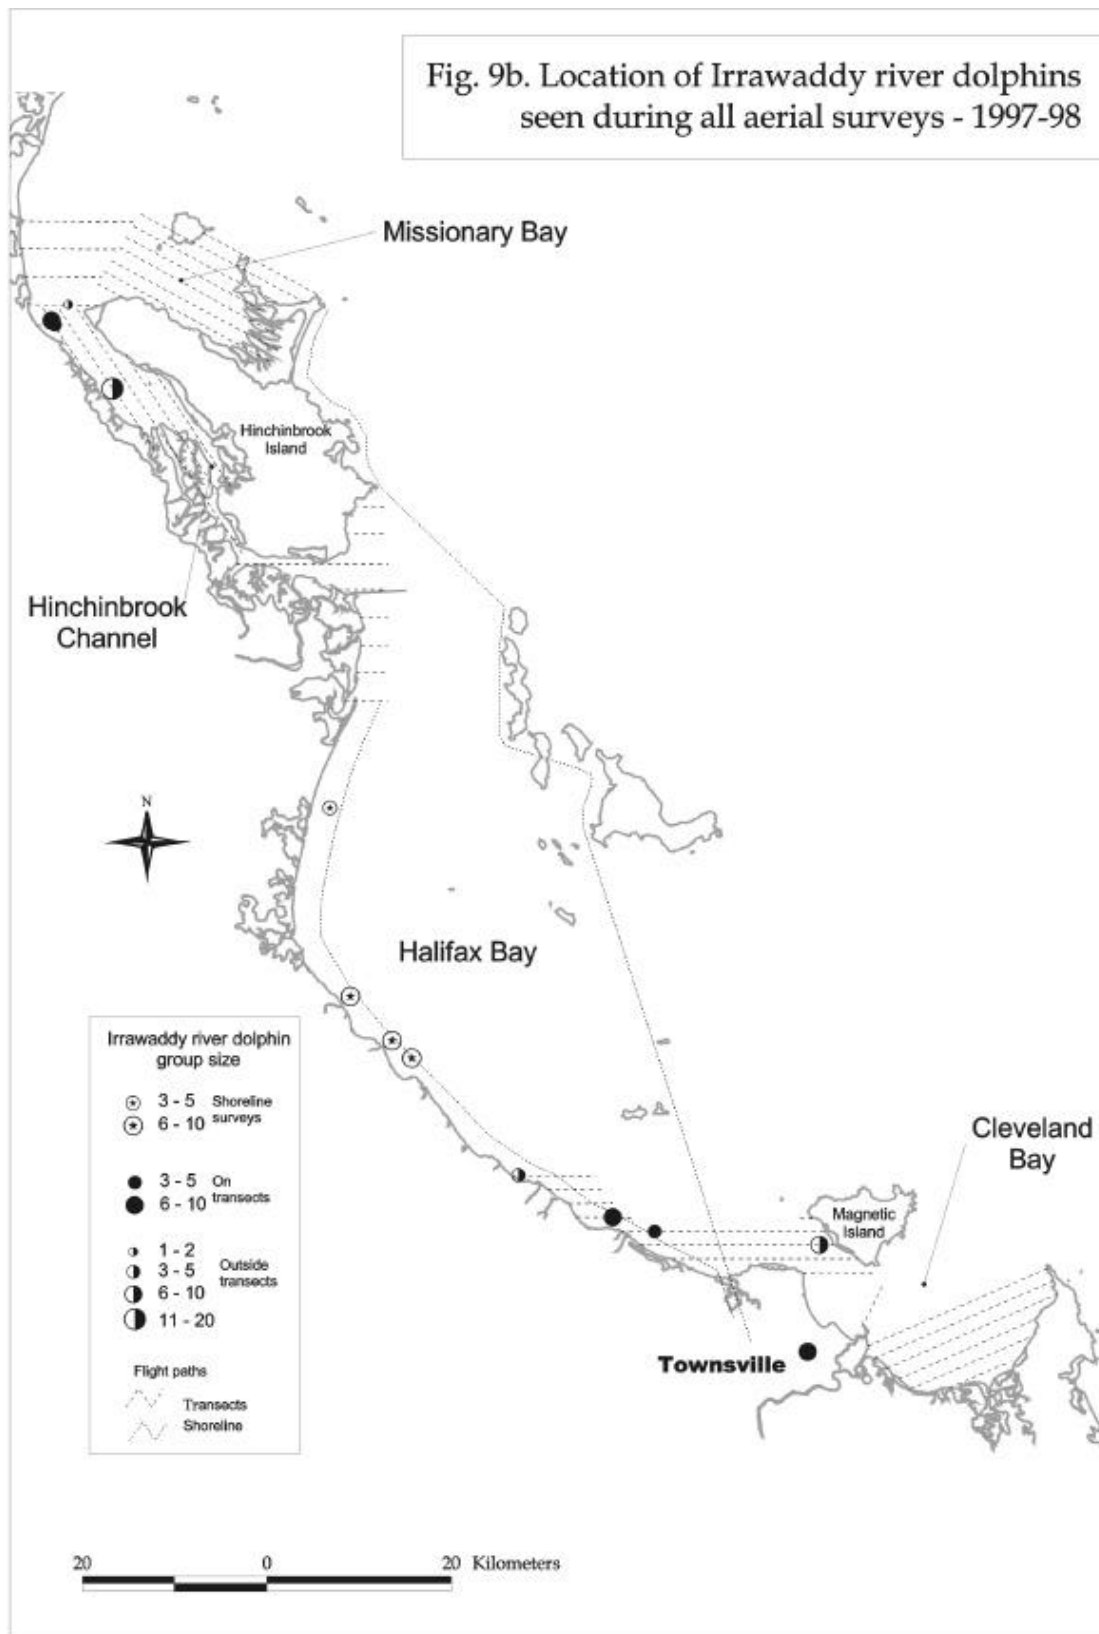 Fig. 9b. Location of Irrawaddy river dolphins
seen during all aerial surveys - 1997-98
Missionary Bay
Hinchinbrook
Island
Hinchinbrook
Channel
N
Halifax Bay
Irrawaddy river dolphin
group size
3 - 5 Shoreline
6 - 10 surveys
3 - 5 On
6 - 10 transects
1 - 2
3 - 5 Outside
6 - 10 transects
11 - 20
Flight paths
Transects
Shoreline
Cleveland
Bay
Magnetic
Island
Townsville
20 0 20 Kilometers